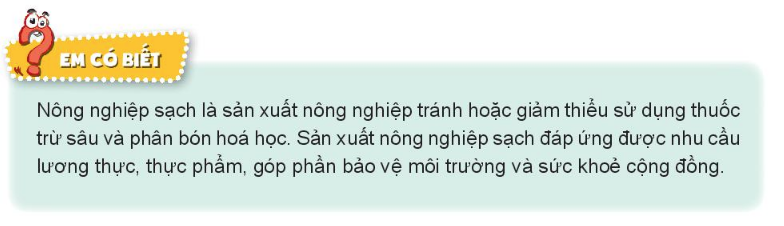 EM CÓ BIẾT
Nông nghiệp sạch là sản xuất nông nghiệp tránh hoặc giảm thiểu sử dụng thuốc
trừ sâu và phân bón hoá học. Sản xuất nông nghiệp sạch đáp ứng được nhu cầu
lương thực, thực phẩm, góp phần bảo vệ môi trường và sức khoẻ cộng đồng.